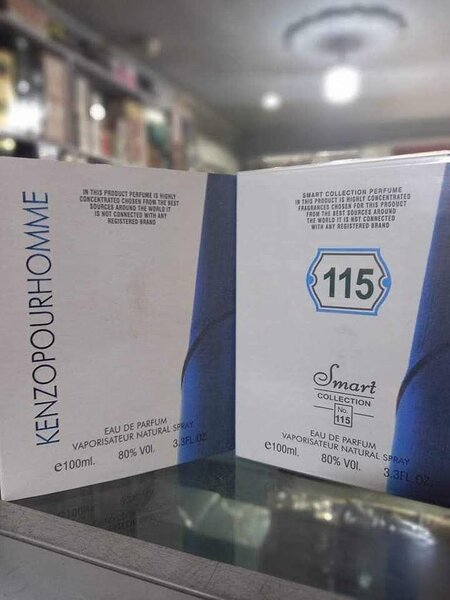 KENZOPOURHOMME
IN THIS PRODUCT PERFUME IS HIGHLY
CONCENTRATED CHOSEN FROM THE BEST
SOURCES AROUND THE WORLD IT
IS NOT CONNECTED WITH ANY
REGISTERED BRAND
EAU DE PARFUM
VAPORISATEUR NATURAL SPRAY
e100ml. 80% VOl. 3.3FL.OZ
SMART COLLECTION PERFUME
IN THIS PRODUCT IS HIGHLY CONCENTRATED
FRAGRANCES CHOSEN FOR THIS PRODUCT
FROM THE BEST SOURCES AROUND
THE WORLD IT IS NOT CONNECTED
WITH ANY REGISTERED BRAND
115
Smart
COLLECTION
No.
115
EAU DE PARFUM
VAPORISATEUR NATURAL SPRAY
e100ml. 80% VOl. 3.3FL.OZ